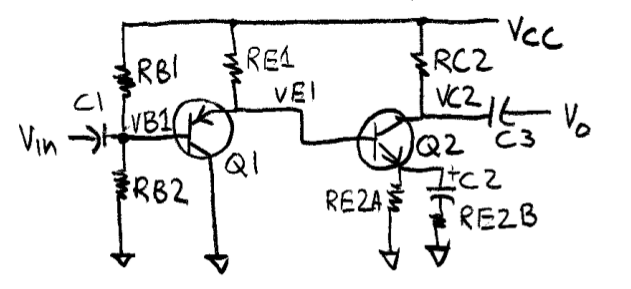 VCC
RB1
RE1
RC2
C1
VB1
VE1
VC2
Vin
C3
Vo
Q1
Q2
RB2
RE2A
+C2
RE2B